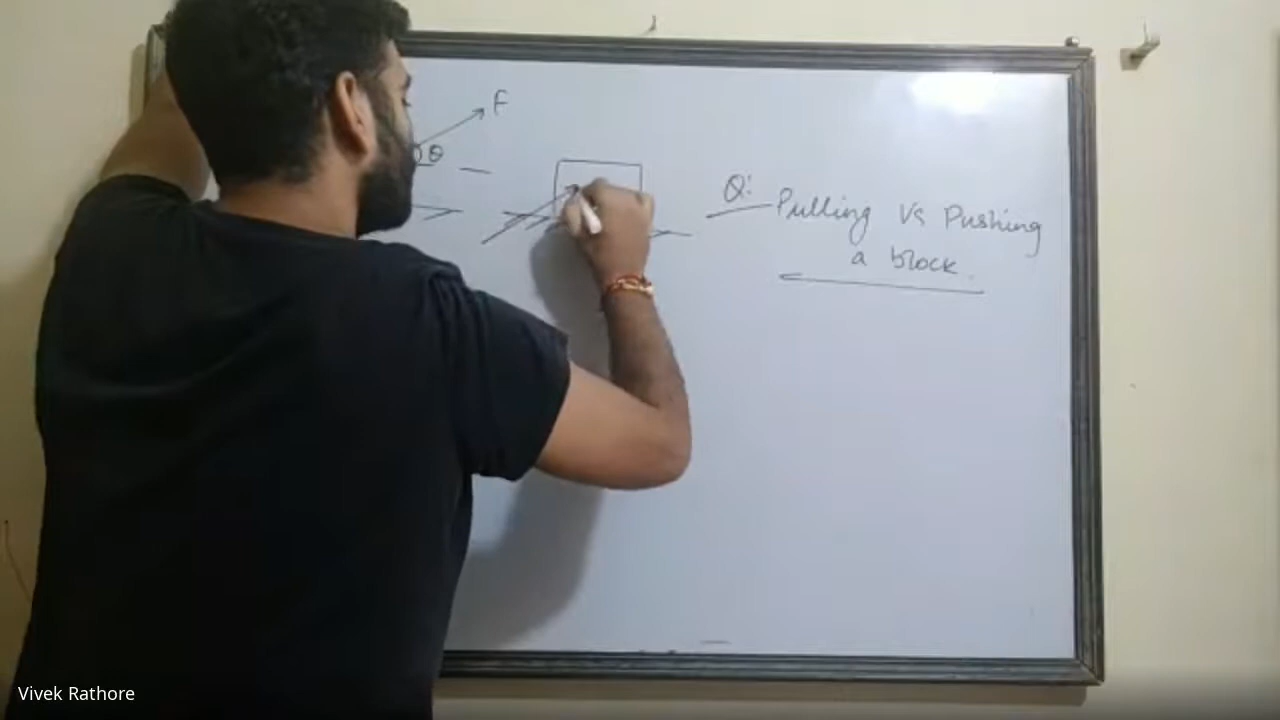 F
θ
Q:
Pulling Vs Pushing
a block.
Vivek Rathore